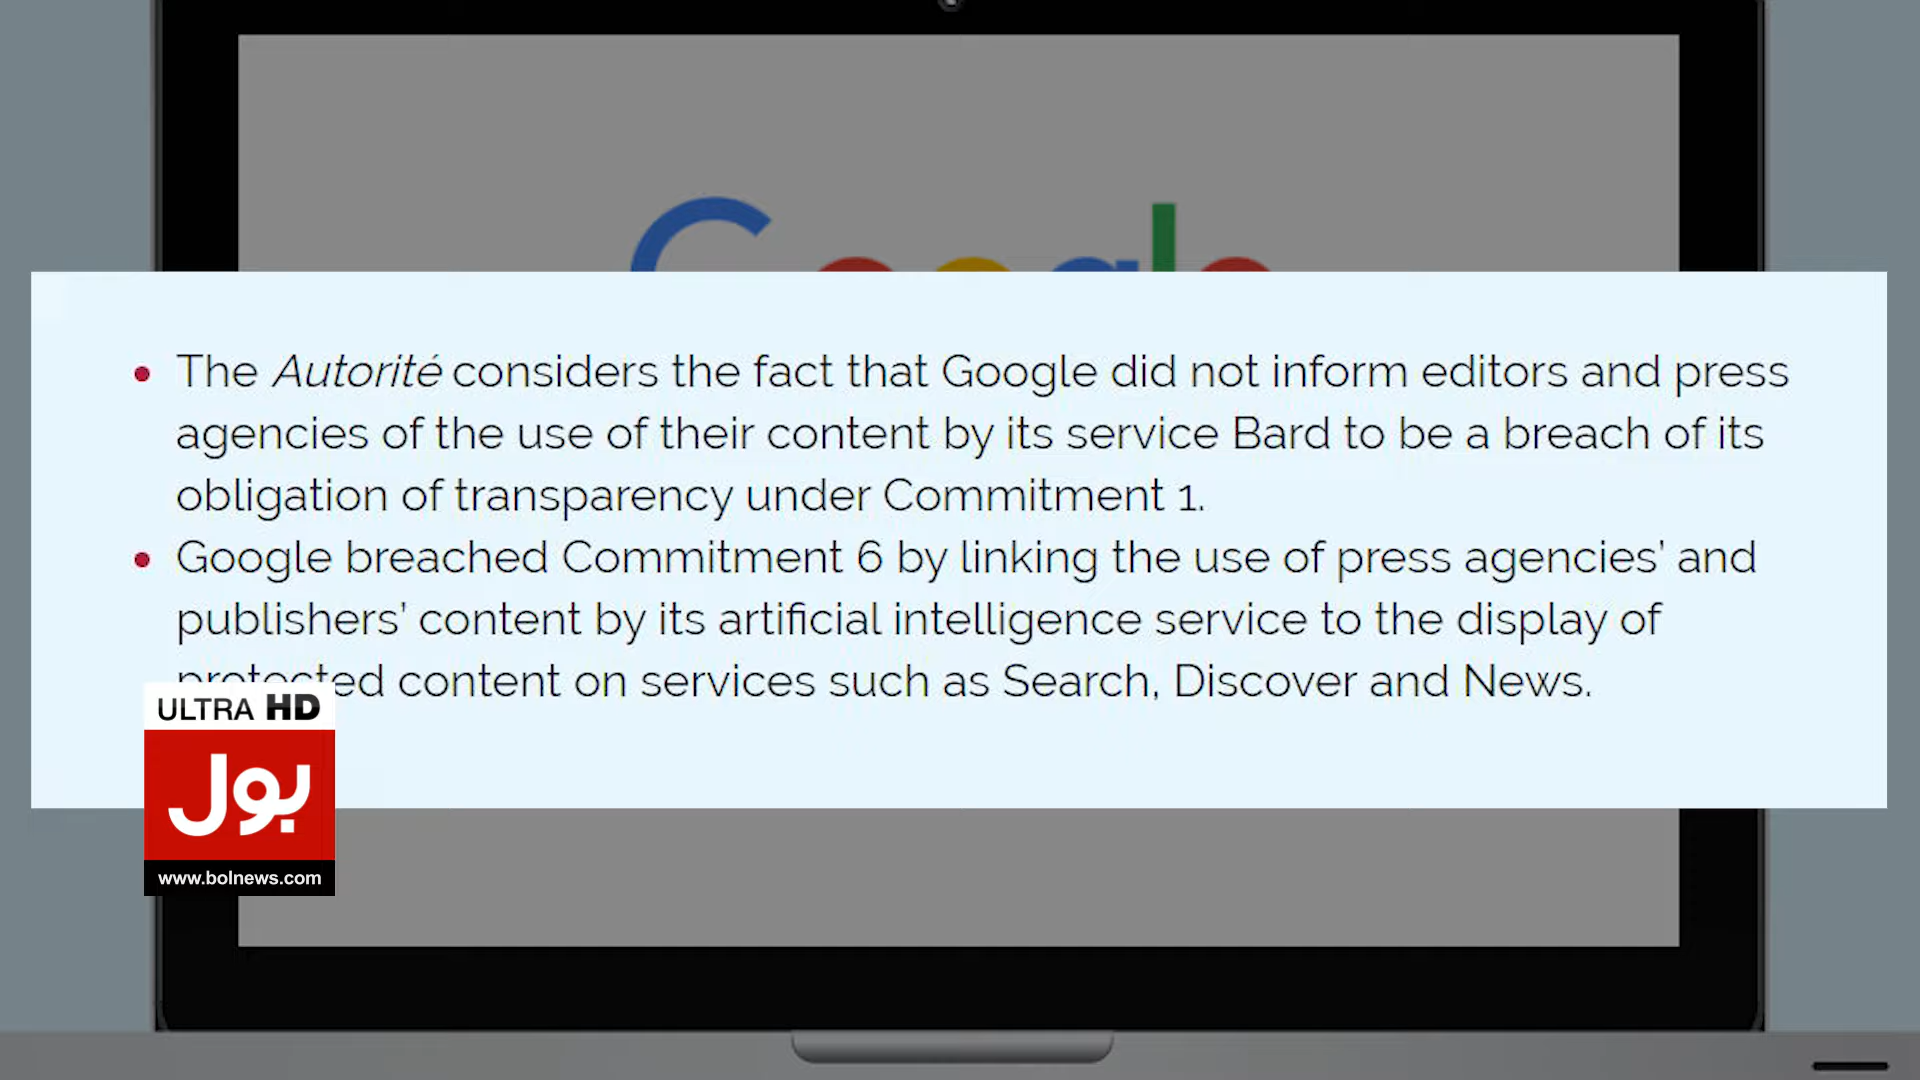 Google
• The Autorité considers the fact that Google did not inform editors and press
agencies of the use of their content by its service Bard to be a breach of its
obligation of transparency under Commitment 1.
• Google breached Commitment 6 by linking the use of press agencies’ and
publishers’ content by its artificial intelligence service to the display of
protected content on services such as Search, Discover and News.
ULTRA HD
بول
www.bolnews.com